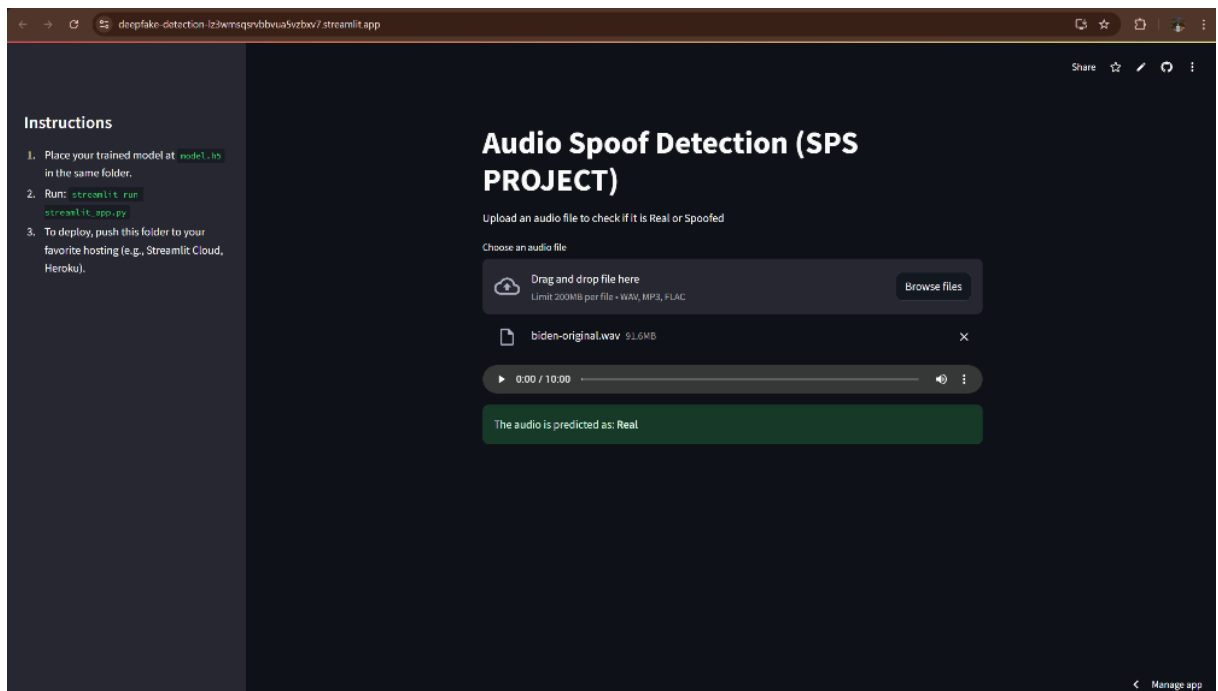 deepfake-detection-lz3wmsqsrvbbvua5vzbxv7.streamlit.app
Share
Instructions
1. Place your trained model at model.h5
in the same folder.
2. Run: streamlit run
streamlit_app.py
3. To deploy, push this folder to your
favorite hosting (e.g., Streamlit Cloud,
Heroku).
Audio Spoof Detection (SPS
PROJECT)
Upload an audio file to check if it is Real or Spoofed
Choose an audio file
Drag and drop file here
Limit 200MB per file • WAV, MP3, FLAC
Browse files
biden-original.wav 91.6MB
0:00 / 10:00
The audio is predicted as: Real
Manage app